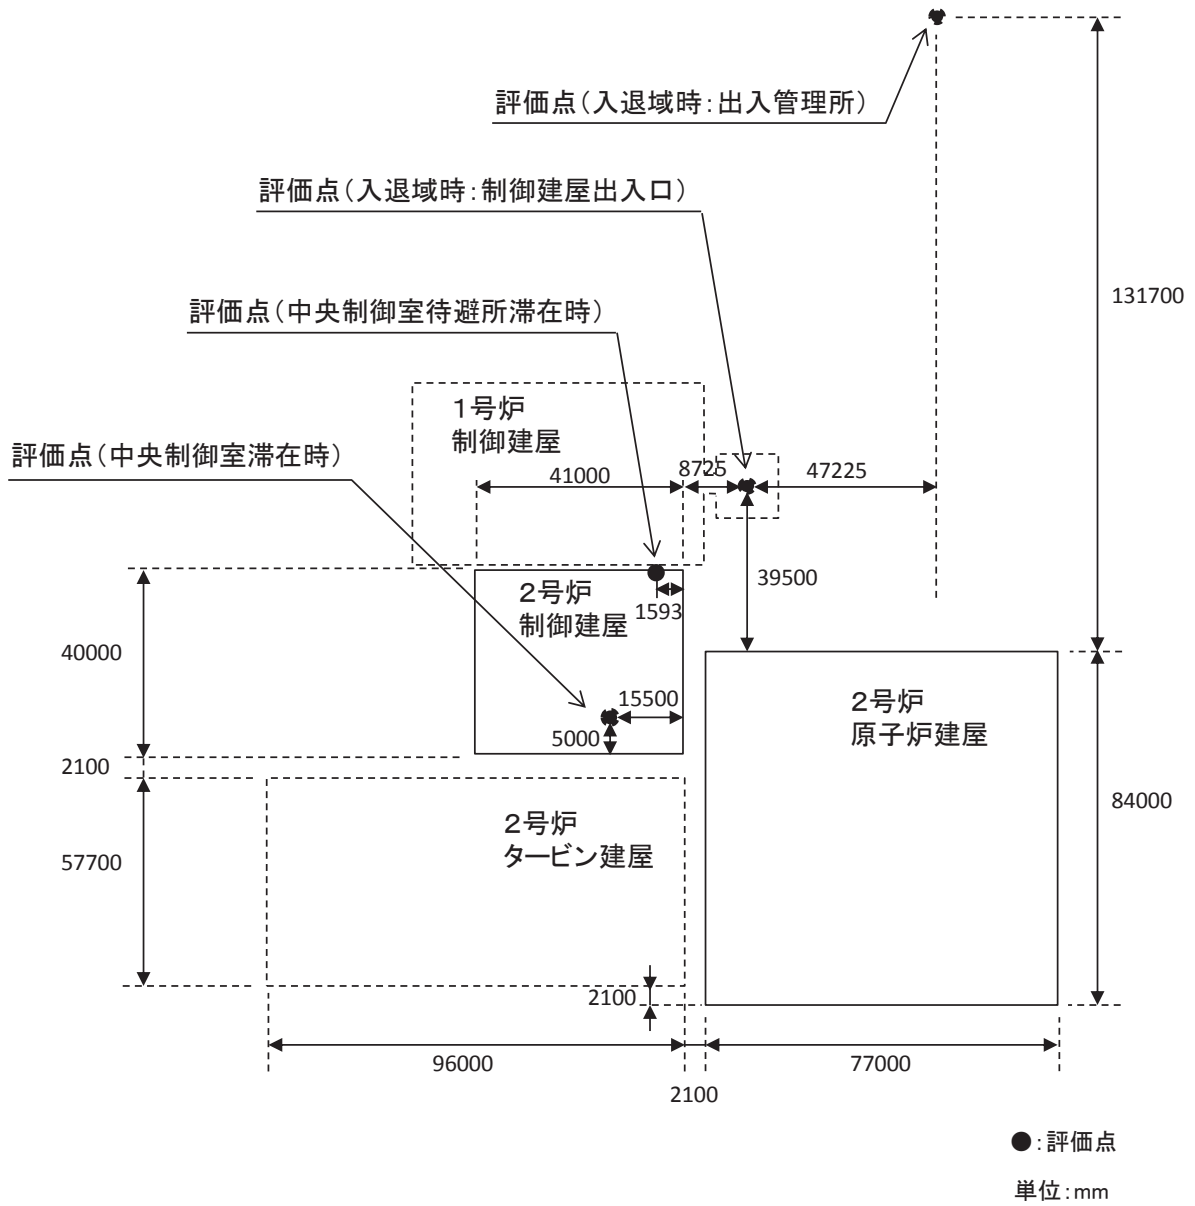 評価点(入退域時:出入管理所)
評価点(入退域時:制御建屋出入口)
131700
評価点(中央制御室待避所滞在時)
1号炉
制御建屋
評価点(中央制御室滞在時)
41000
8725
47225
39500
2号炉
制御建屋
1593
40000
15500
5000
2号炉
原子炉建屋
2100
84000
2号炉
タービン建屋
57700
2100
96000
77000
2100
●:評価点
単位:mm